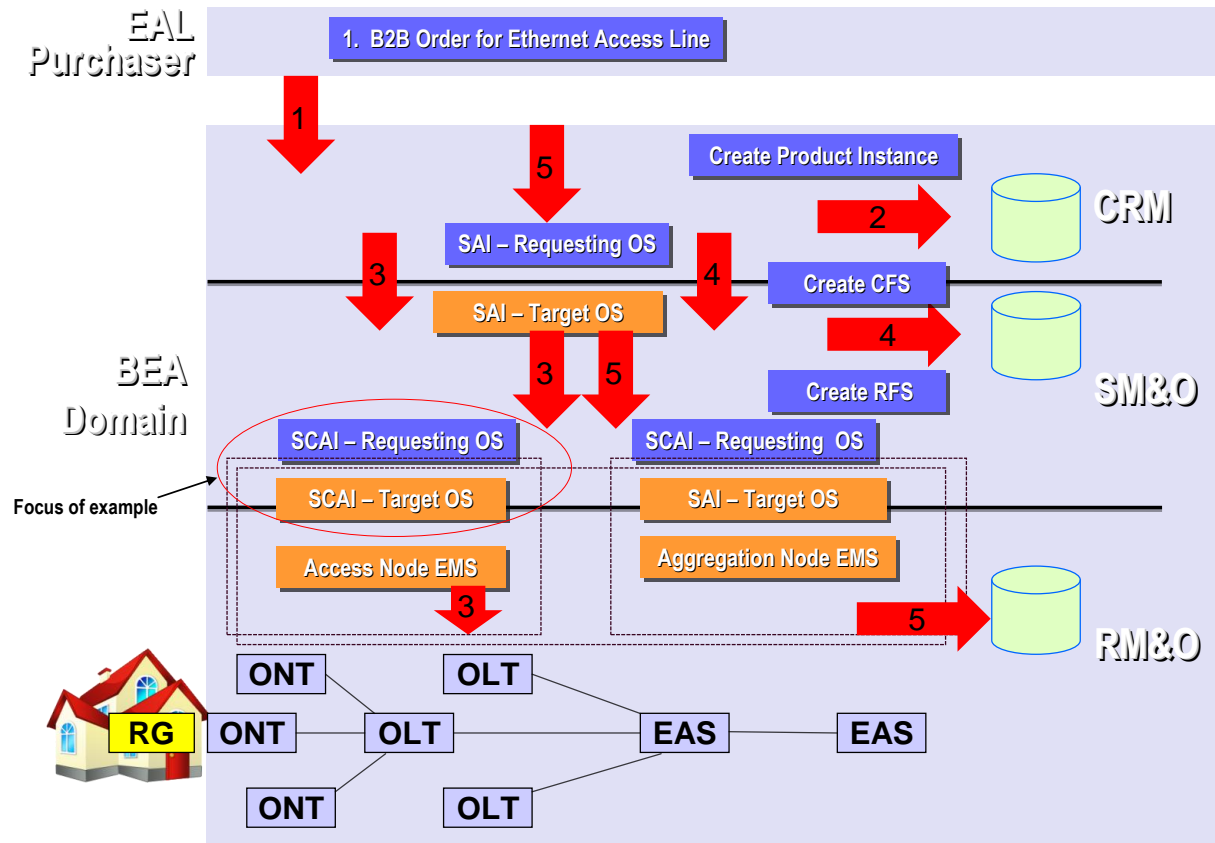 EAL
Purchaser
1. B2B Order for Ethernet Access Line
1
5
Create Product Instance
2
CRM
SAI – Requesting OS
3
4
Create CFS
SAI – Target OS
4
3
5
BEA
Domain
Create RFS
SM&O
SCAI – Requesting OS
SCAI – Requesting OS
Focus of example
SCAI – Target OS
SAI – Target OS
Access Node EMS
Aggregation Node EMS
3
5
RM&O
ONT
OLT
RG
ONT
OLT
EAS
EAS
ONT
OLT